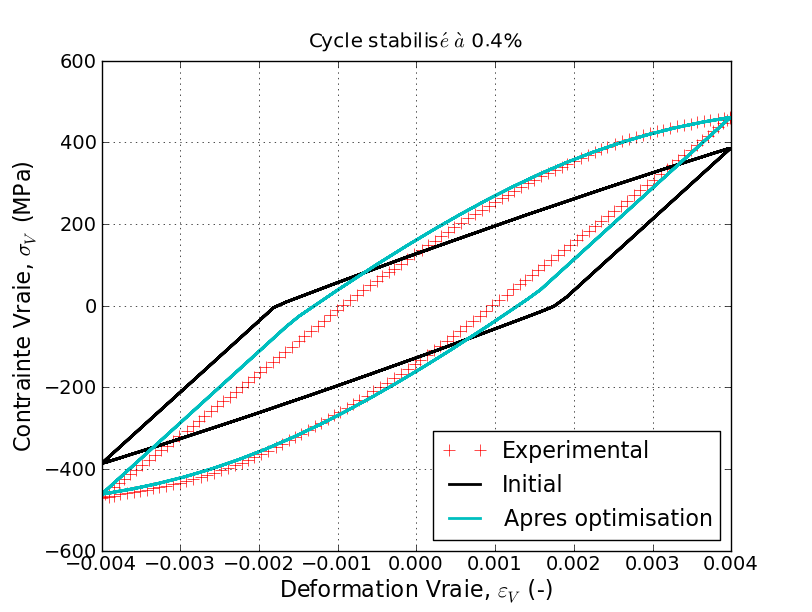 Cycle stabilisé à 0.4%
600
400
200
0
−200
−400
−600
Contrainte Vraie, σ_V (MPa)
Experimental
Initial
Apres optimisation
−0.004 −0.003 −0.002 −0.001 0.000 0.001 0.002 0.003 0.004
Deformation Vraie, ε_V (-)